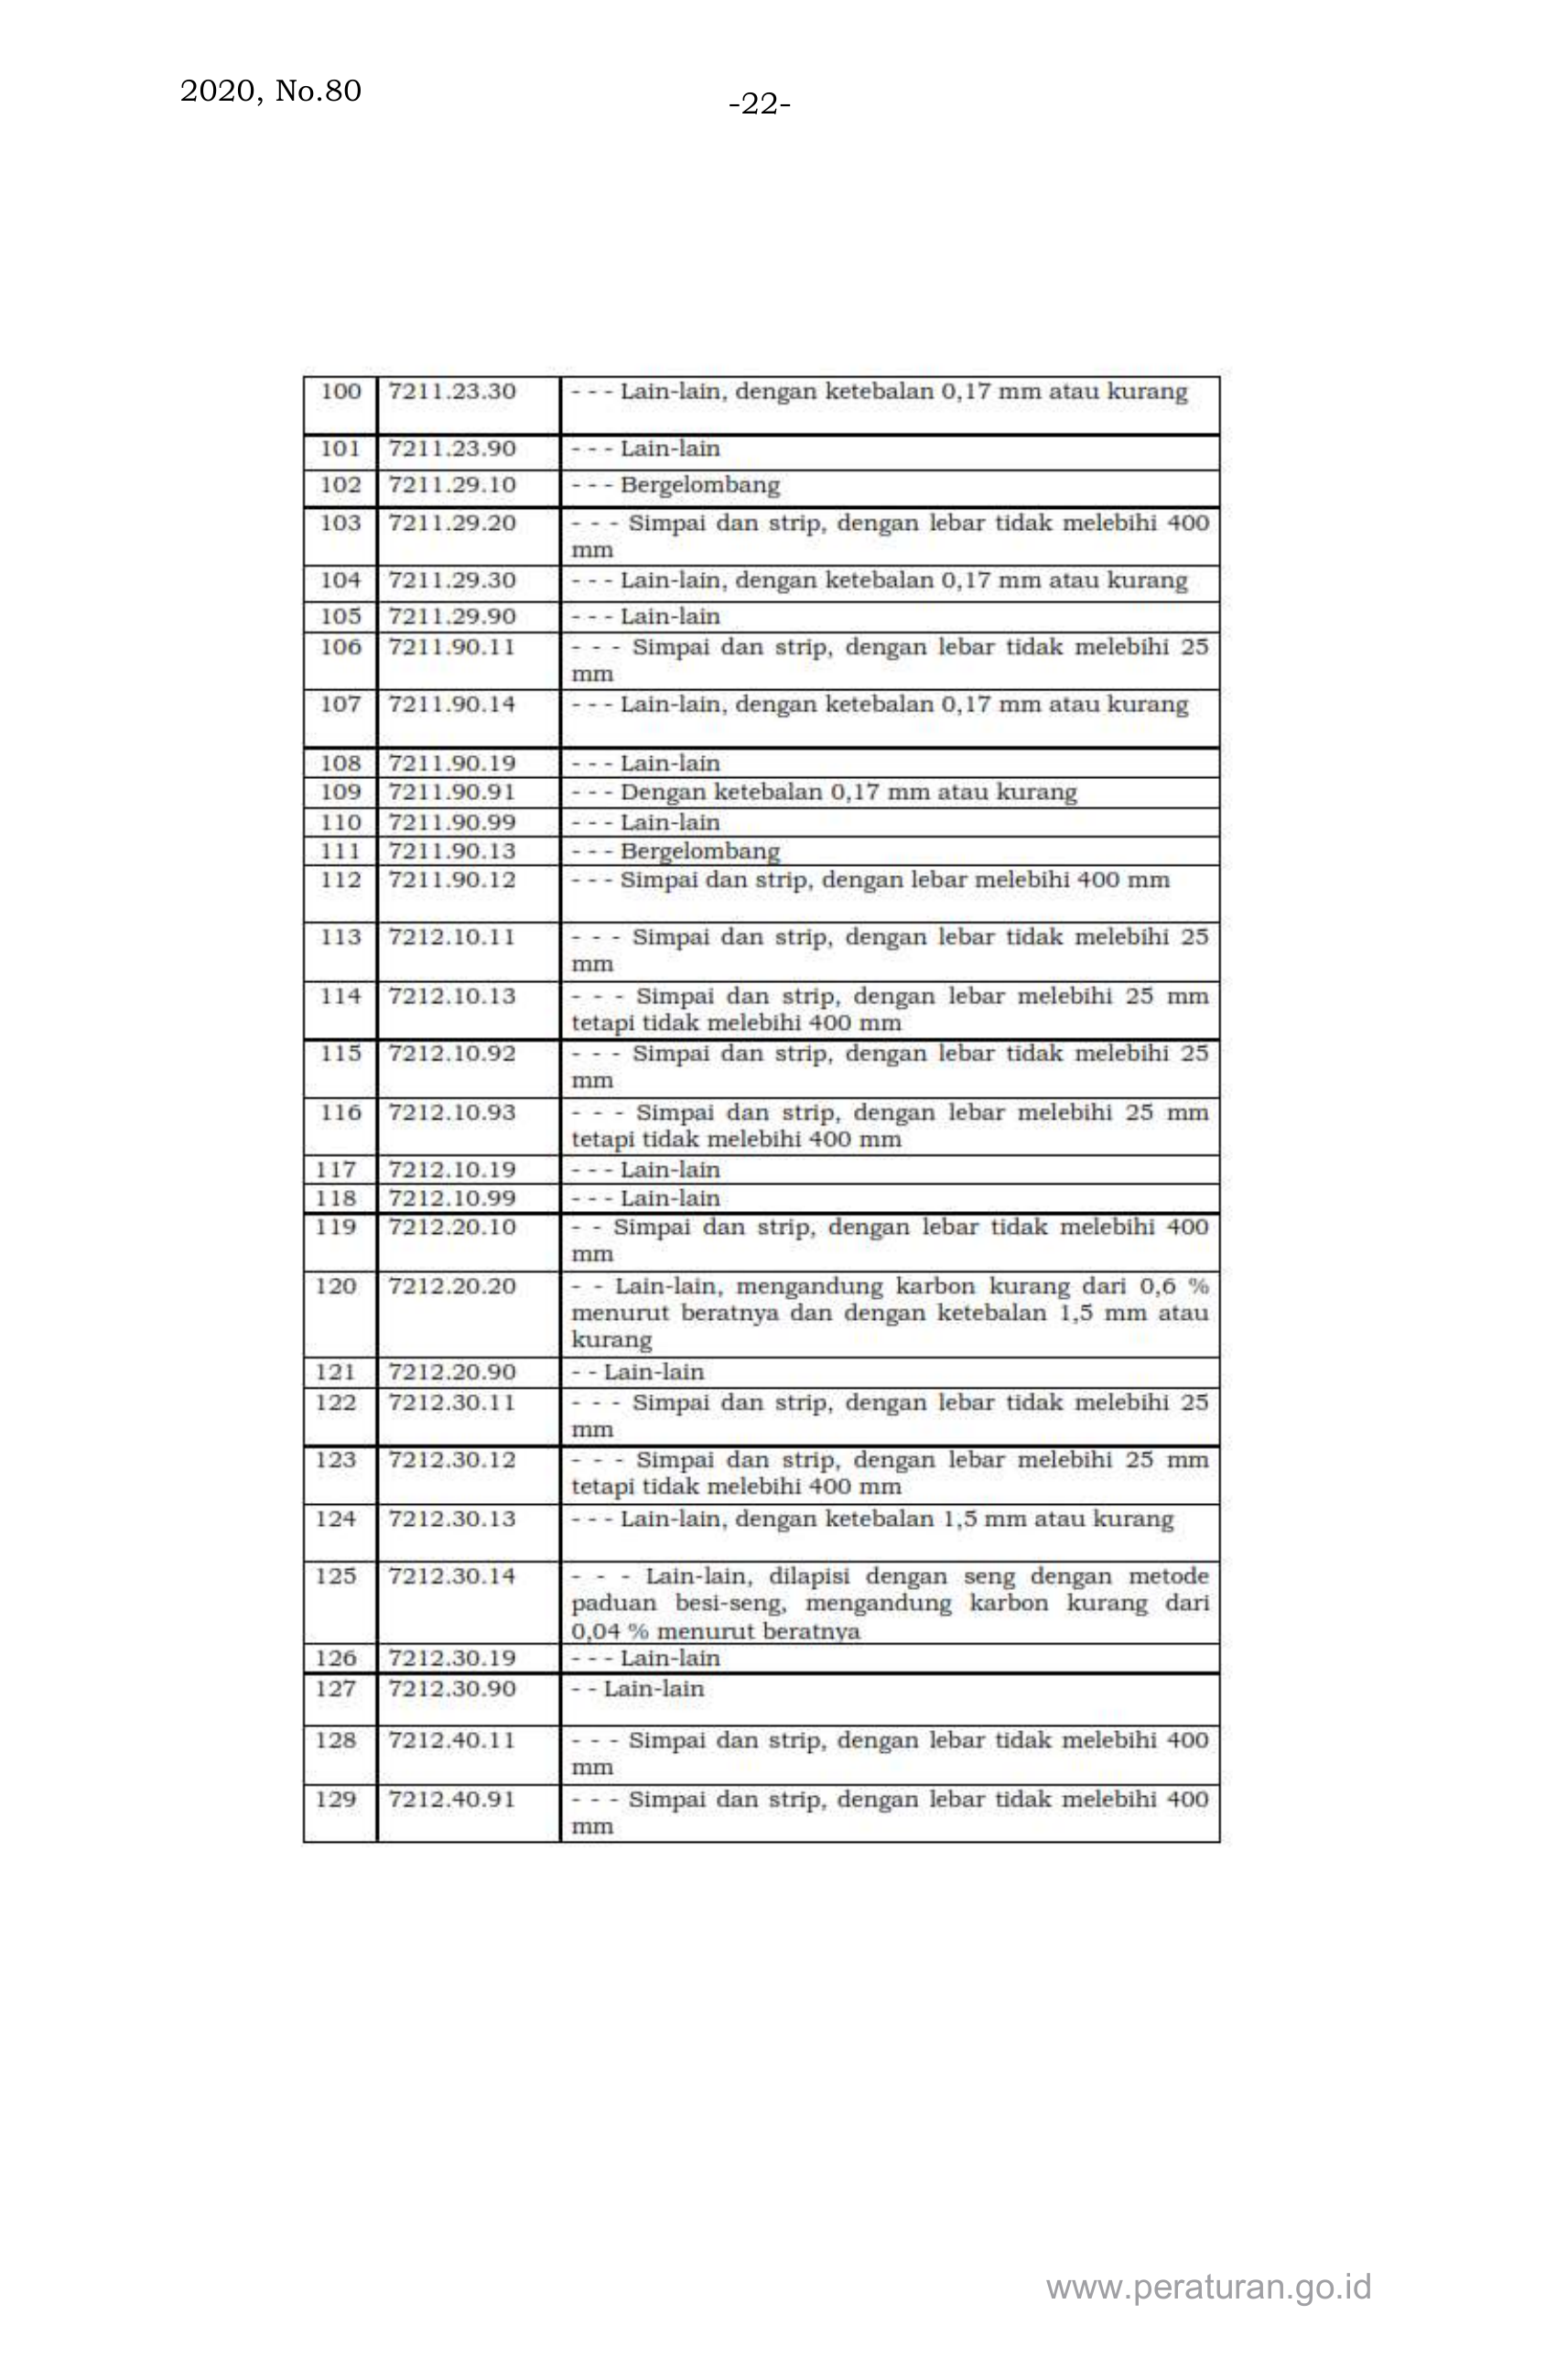 2020, No.80
-22-
100 7211.23.30 - - - Lain-lain, dengan ketebalan 0,17 mm atau kurang
101 7211.23.90 - - - Lain-lain
102 7211.29.10 - - - Bergelombang
103 7211.29.20 - - - Simpai dan strip, dengan lebar tidak melebihi 400
mm
104 7211.29.30 - - - Lain-lain, dengan ketebalan 0,17 mm atau kurang
105 7211.29.90 - - - Lain-lain
106 7211.90.11 - - - Simpai dan strip, dengan lebar tidak melebihi 25
mm
107 7211.90.14 - - - Lain-lain, dengan ketebalan 0,17 mm atau kurang
108 7211.90.19 - - - Lain-lain
109 7211.90.91 - - - Dengan ketebalan 0,17 mm atau kurang
110 7211.90.99 - - - Lain-lain
111 7211.90.13 - - - Bergelombang
112 7211.90.12 - - - Simpai dan strip, dengan lebar melebihi 400 mm
113 7212.10.11 - - - Simpai dan strip, dengan lebar tidak melebihi 25
mm
114 7212.10.13 - - - Simpai dan strip, dengan lebar melebihi 25 mm
tetapi tidak melebihi 400 mm
115 7212.10.92 - - - Simpai dan strip, dengan lebar tidak melebihi 25
mm
116 7212.10.93 - - - Simpai dan strip, dengan lebar melebihi 25 mm
tetapi tidak melebihi 400 mm
117 7212.10.19 - - - Lain-lain
118 7212.10.99 - - - Lain-lain
119 7212.20.10 - - Simpai dan strip, dengan lebar tidak melebihi 400
mm
120 7212.20.20 - - Lain-lain, mengandung karbon kurang dari 0,6 %
menurut beratnya dan dengan ketebalan 1,5 mm atau
kurang
121 7212.20.90 - - Lain-lain
122 7212.30.11 - - - Simpai dan strip, dengan lebar tidak melebihi 25
mm
123 7212.30.12 - - - Simpai dan strip, dengan lebar melebihi 25 mm
tetapi tidak melebihi 400 mm
124 7212.30.13 - - - Lain-lain, dengan ketebalan 1,5 mm atau kurang
125 7212.30.14 - - - Lain-lain, dilapisi dengan seng dengan metode
paduan besi-seng, mengandung karbon kurang dari
0,04 % menurut beratnya
126 7212.30.19 - - - Lain-lain
127 7212.30.90 - - Lain-lain
128 7212.40.11 - - - Simpai dan strip, dengan lebar tidak melebihi 400
mm
129 7212.40.91 - - - Simpai dan strip, dengan lebar tidak melebihi 400
mm
www.peraturan.go.id